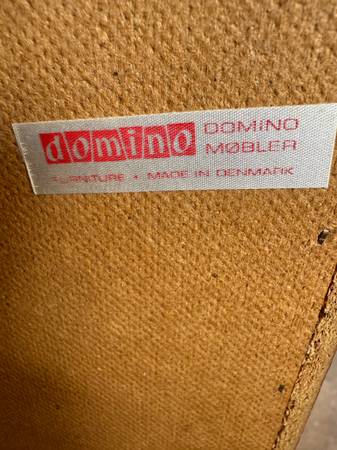 domino DOMINO
MØBLER
FURNITURE • MADE IN DENMARK